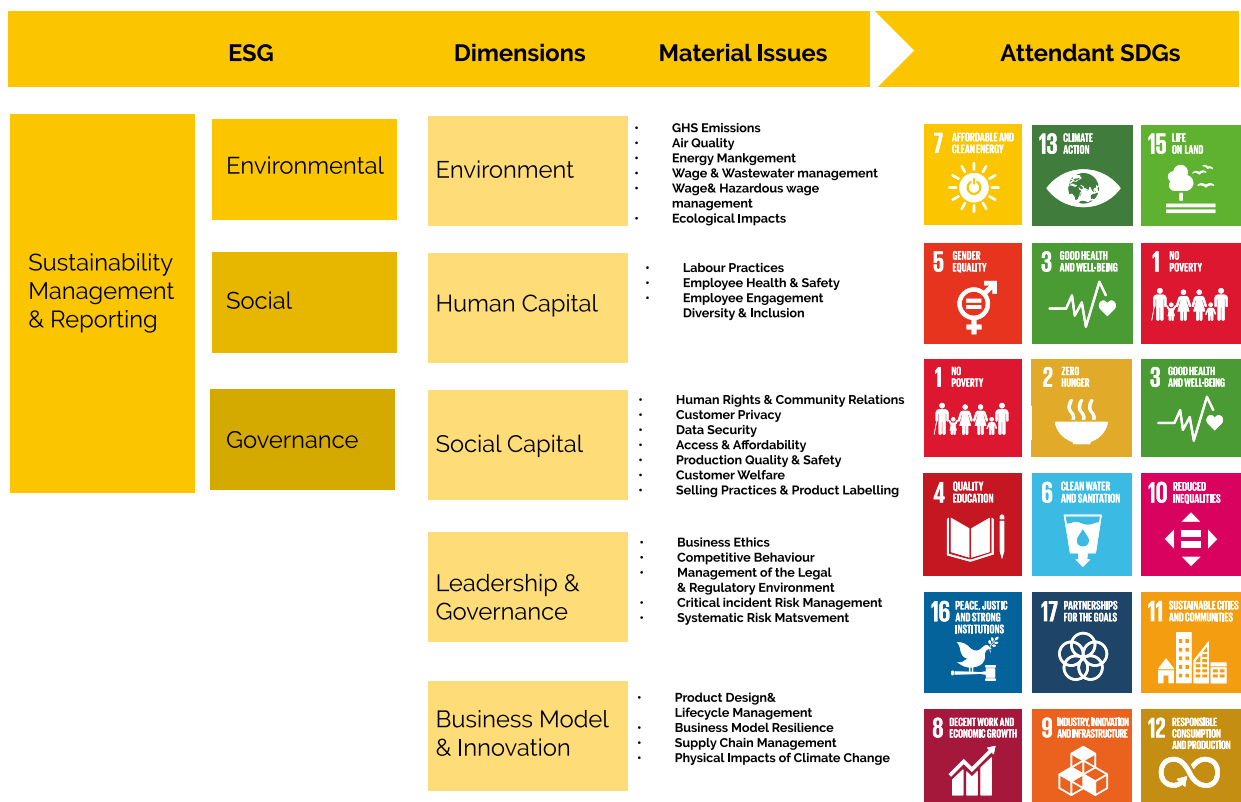 ESG
Dimensions
Material Issues
Attendant SDGs
Sustainability
Management
& Reporting
Environmental
Social
Governance
Environment
• GHS Emissions
• Air Quality
• Energy Mankgement
• Wage & Wastewater management
• Wage& Hazardous wage
management
• Ecological Impacts
Human Capital
• Labour Practices
• Employee Health & Safety
• Employee Engagement
Diversity & Inclusion
Social Capital
• Human Rights & Community Relations
• Customer Privacy
• Data Security
• Access & Affordability
• Production Quality & Safety
• Customer Welfare
• Selling Practices & Product Labelling
Leadership &
Governance
• Business Ethics
• Competitive Behaviour
• Management of the Legal
& Regulatory Environment
• Critical incident Risk Management
• Systematic Risk Matsvement
Business Model
& Innovation
• Product Design&
Lifecycle Management
• Business Model Resilience
• Supply Chain Management
• Physical Impacts of Climate Change
7 AFFORDABLE AND
CLEAN ENERGY
13 CLIMATE
ACTION
15 LIFE
ON LAND
5 GENDER
EQUALITY
3 GOOD HEALTH
AND WELL-BEING
1 NO
POVERTY
1 NO
POVERTY
2 ZERO
HUNGER
3 GOOD HEALTH
AND WELL-BEING
4 QUALITY
EDUCATION
6 CLEAN WATER
AND SANITATION
10 REDUCED
INEQUALITIES
16 PEACE, JUSTIC
AND STRONG
INSTITUTIONS
17 PARTNERSHIPS
FOR THE GOALS
11 SUSTAINABLE CITIES
AND COMMUNITIES
8 DECENT WORK AND
ECONOMIC GROWTH
9 INDUSTRY, INNOVATION
AND INFRASTRUCTURE
12 RESPONSIBLE
CONSUMPTION
AND PRODUCTION